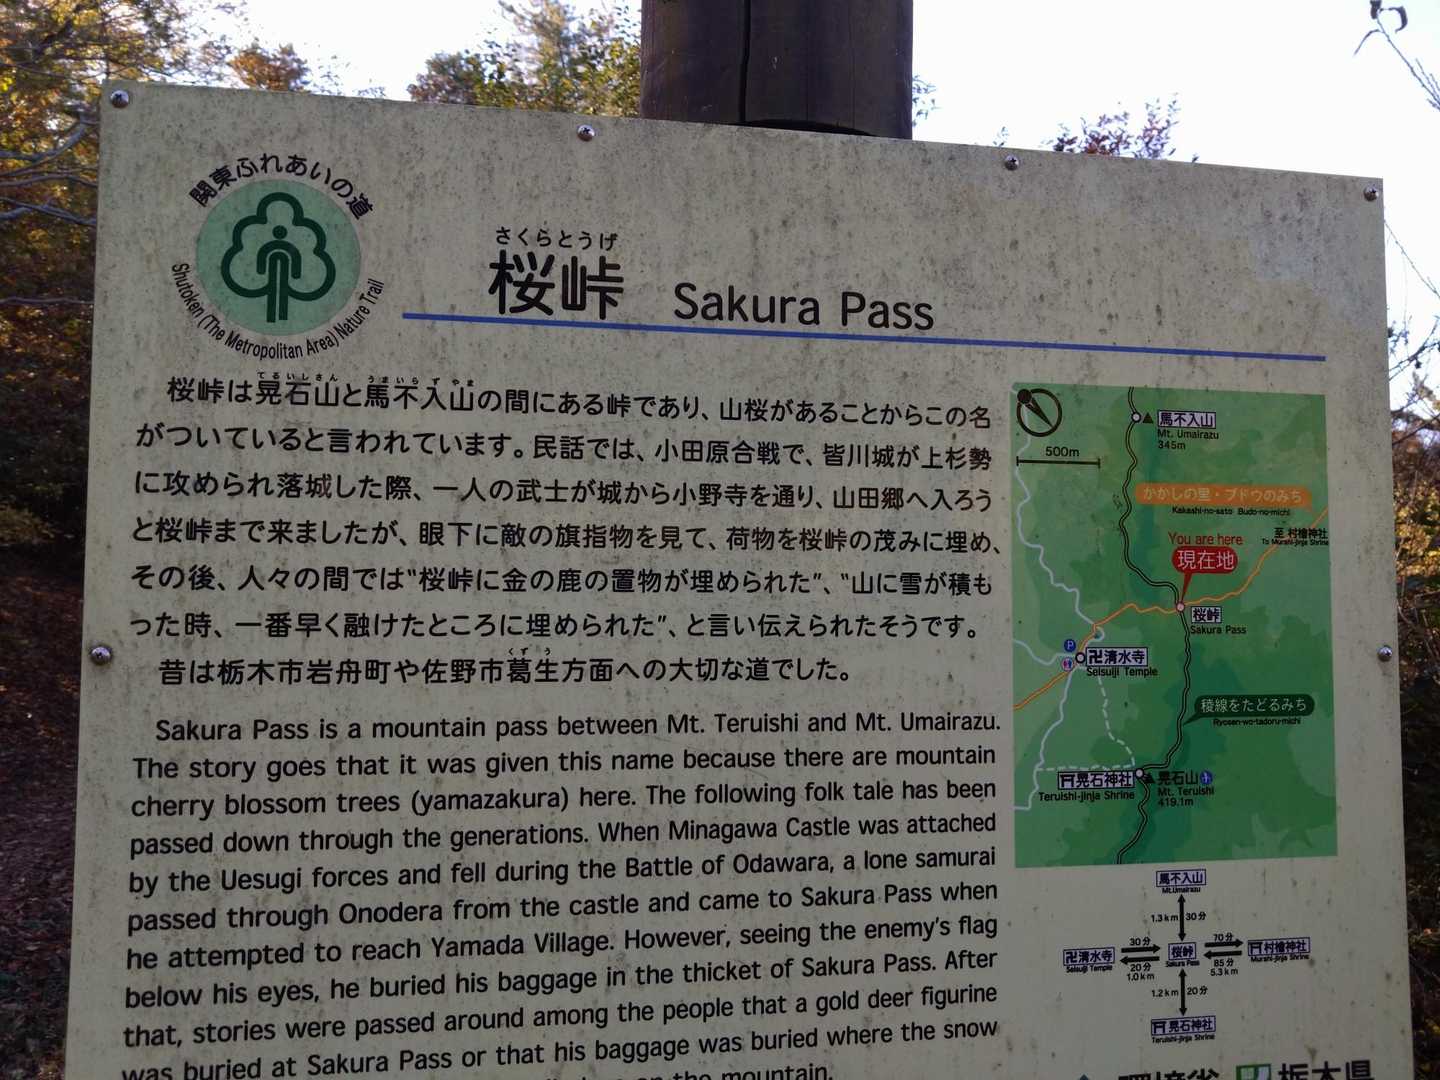 関東ふれあいの道
Shutoken (The Metropolitan Area) Nature Trail
さくらとうげ
桜峠 Sakura Pass
てるいしさん うまいらずやま
桜峠は晃石山と馬不入山の間にある峠であり、山桜があることからこの名
がついていると言われています。民話では、小田原合戦で、皆川城が上杉勢
に攻められ落城した際、一人の武士が城から小野寺を通り、山田郷へ入ろう
と桜峠まで来ましたが、眼下に敵の旗指物を見て、荷物を桜峠の茂みに埋め、
その後、人々の間では“桜峠に金の鹿の置物が埋められた”、“山に雪が積も
った時、一番早く融けたところに埋められた”、と言い伝えられたそうです。
くずう
昔は栃木市岩舟町や佐野市葛生方面への大切な道でした。
Sakura Pass is a mountain pass between Mt. Teruishi and Mt. Umairazu.
The story goes that it was given this name because there are mountain
cherry blossom trees (yamazakura) here. The following folk tale has been
passed down through the generations. When Minagawa Castle was attached
by the Uesugi forces and fell during the Battle of Odawara, a lone samurai
passed through Onodera from the castle and came to Sakura Pass when
he attempted to reach Yamada Village. However, seeing the enemy's flag
below his eyes, he buried his baggage in the thicket of Sakura Pass. After
that, stories were passed around among the people that a gold deer figurine
was buried at Sakura Pass or that his baggage was buried where the snow
on the mountain.
500m
馬不入山
Mt. Umairazu
345m
かかしの里・ブドウのみち
Kakashi-no-sato Budo-no-michi
至 村檜神社
To Murahi-jinja Shrine
You are here
現在地
桜峠
Sakura Pass
P
卍清水寺
Seisuiji Temple
稜線をたどるみち
Ryosen-wo-tadoru-michi
晃石神社
Teruishi-jinja Shrine
晃石山
Mt. Teruishi
419.1m
馬不入山
Mt.Umairazu
1.3km 30分
卍清水寺
Seisuiji Temple
30分
20分
1.0km
桜峠
Sakura Pass
70分
85分
5.3km
村檜神社
Murahi-jinja Shrine
1.2km 20分
晃石神社
Teruishi-jinja Shrine
環境省 栃木県